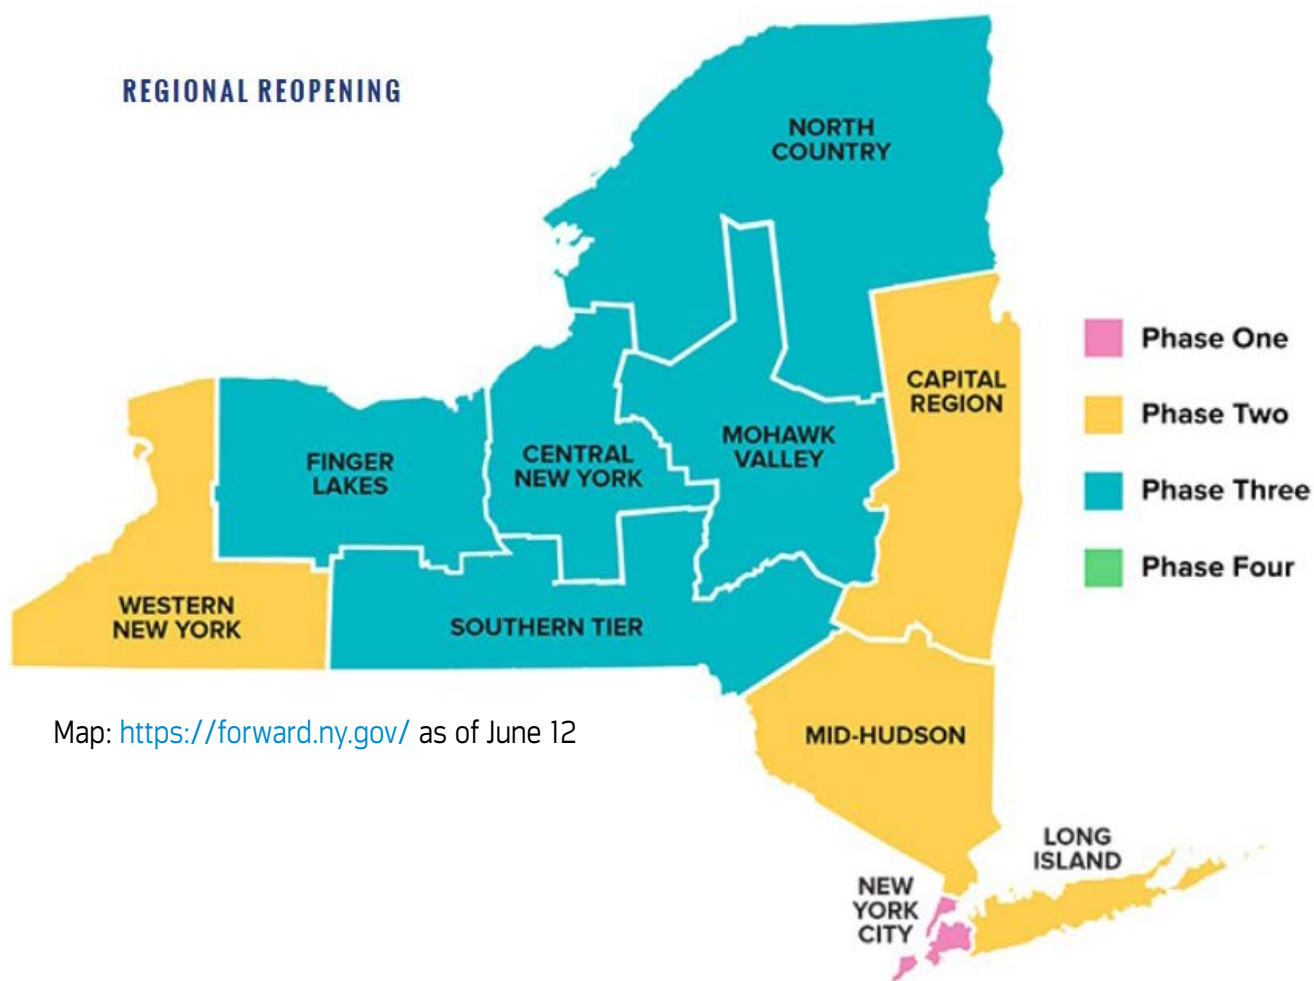 REGIONAL REOPENING
NORTH
COUNTRY
CAPITAL
REGION
MOHAWK
VALLEY
CENTRAL
NEW YORK
FINGER
LAKES
WESTERN
NEW YORK
SOUTHERN TIER
MID-HUDSON
LONG
ISLAND
NEW
YORK
CITY
Phase One
Phase Two
Phase Three
Phase Four
Map: https://forward.ny.gov/ as of June 12